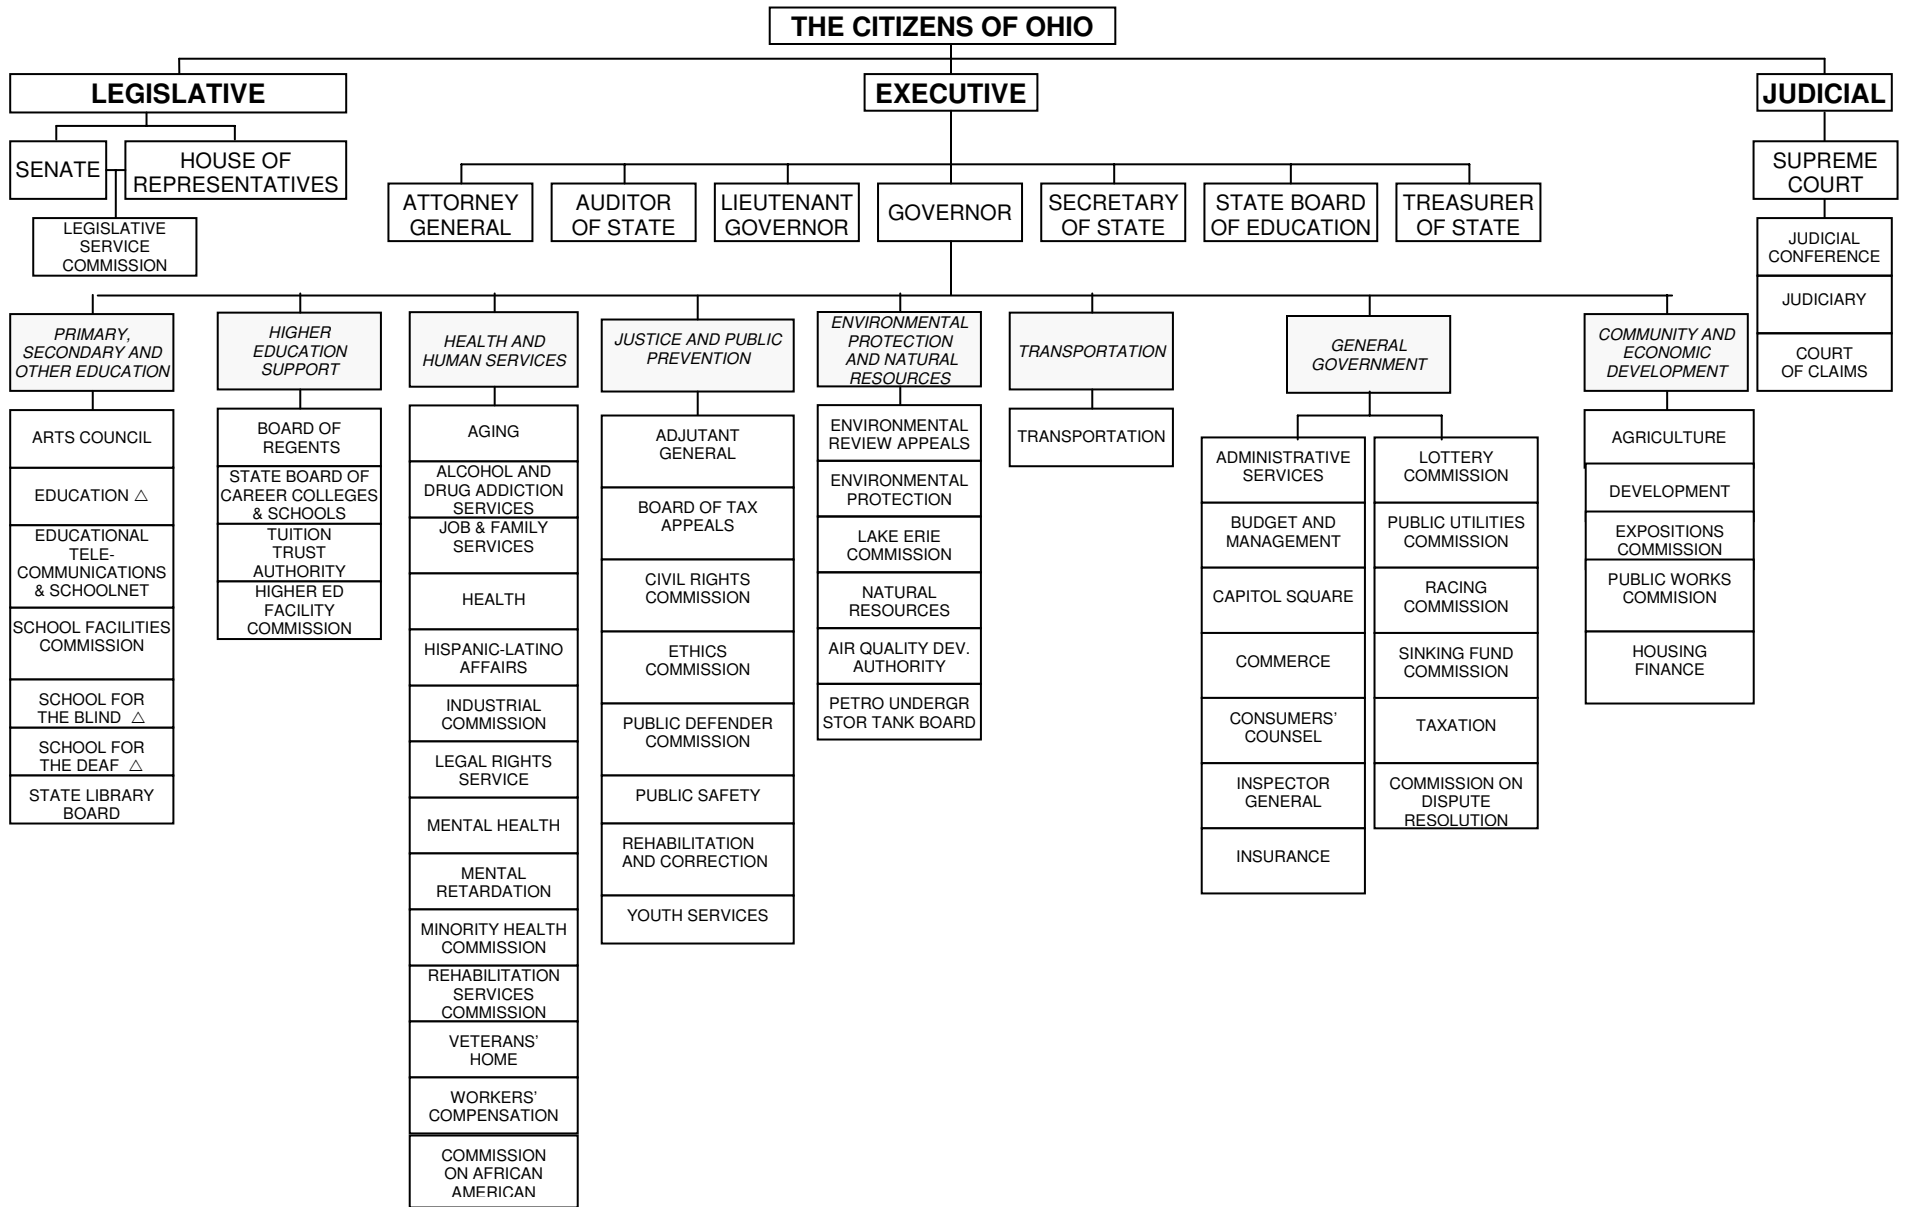 THE CITIZENS OF OHIO
LEGISLATIVE
EXECUTIVE
JUDICIAL
SENATE
HOUSE OF
REPRESENTATIVES
LEGISLATIVE
SERVICE
COMMISSION
ATTORNEY
GENERAL
AUDITOR
OF STATE
LIEUTENANT
GOVERNOR
GOVERNOR
SECRETARY
OF STATE
STATE BOARD
OF EDUCATION
TREASURER
OF STATE
SUPREME
COURT
JUDICIAL
CONFERENCE
JUDICIARY
COURT
OF CLAIMS
PRIMARY,
SECONDARY AND
OTHER EDUCATION
ARTS COUNCIL
EDUCATION △
EDUCATIONAL
TELE-
COMMUNICATIONS
& SCHOOLNET
SCHOOL FACILITIES
COMMISSION
SCHOOL FOR
THE BLIND △
SCHOOL FOR
THE DEAF △
STATE LIBRARY
BOARD
HIGHER
EDUCATION
SUPPORT
BOARD OF
REGENTS
STATE BOARD OF
CAREER COLLEGES
& SCHOOLS
TUITION
TRUST
AUTHORITY
HIGHER ED
FACILITY
COMMISSION
HEALTH AND
HUMAN SERVICES
AGING
ALCOHOL AND
DRUG ADDICTION
SERVICES
JOB & FAMILY
SERVICES
HEALTH
HISPANIC-LATINO
AFFAIRS
INDUSTRIAL
COMMISSION
LEGAL RIGHTS
SERVICE
MENTAL HEALTH
MENTAL
RETARDATION
MINORITY HEALTH
COMMISSION
REHABILITATION
SERVICES
COMMISSION
VETERANS’
HOME
WORKERS’
COMPENSATION
COMMISSION
ON AFRICAN
AMERICAN
JUSTICE AND PUBLIC
PREVENTION
ADJUTANT
GENERAL
BOARD OF TAX
APPEALS
CIVIL RIGHTS
COMMISSION
ETHICS
COMMISSION
PUBLIC DEFENDER
COMMISSION
PUBLIC SAFETY
REHABILITATION
AND CORRECTION
YOUTH SERVICES
ENVIRONMENTAL
PROTECTION
AND NATURAL
RESOURCES
ENVIRONMENTAL
REVIEW APPEALS
ENVIRONMENTAL
PROTECTION
LAKE ERIE
COMMISSION
NATURAL
RESOURCES
AIR QUALITY DEV.
AUTHORITY
PETRO UNDERGR
STOR TANK BOARD
TRANSPORTATION
TRANSPORTATION
GENERAL
GOVERNMENT
ADMINISTRATIVE
SERVICES
BUDGET AND
MANAGEMENT
CAPITOL SQUARE
COMMERCE
CONSUMERS’
COUNSEL
INSPECTOR
GENERAL
INSURANCE
LOTTERY
COMMISSION
PUBLIC UTILITIES
COMMISSION
RACING
COMMISSION
SINKING FUND
COMMISSION
TAXATION
COMMISSION ON
DISPUTE
RESOLUTION
COMMUNITY AND
ECONOMIC
DEVELOPMENT
AGRICULTURE
DEVELOPMENT
EXPOSITIONS
COMMISSION
PUBLIC WORKS
COMMISION
HOUSING
FINANCE